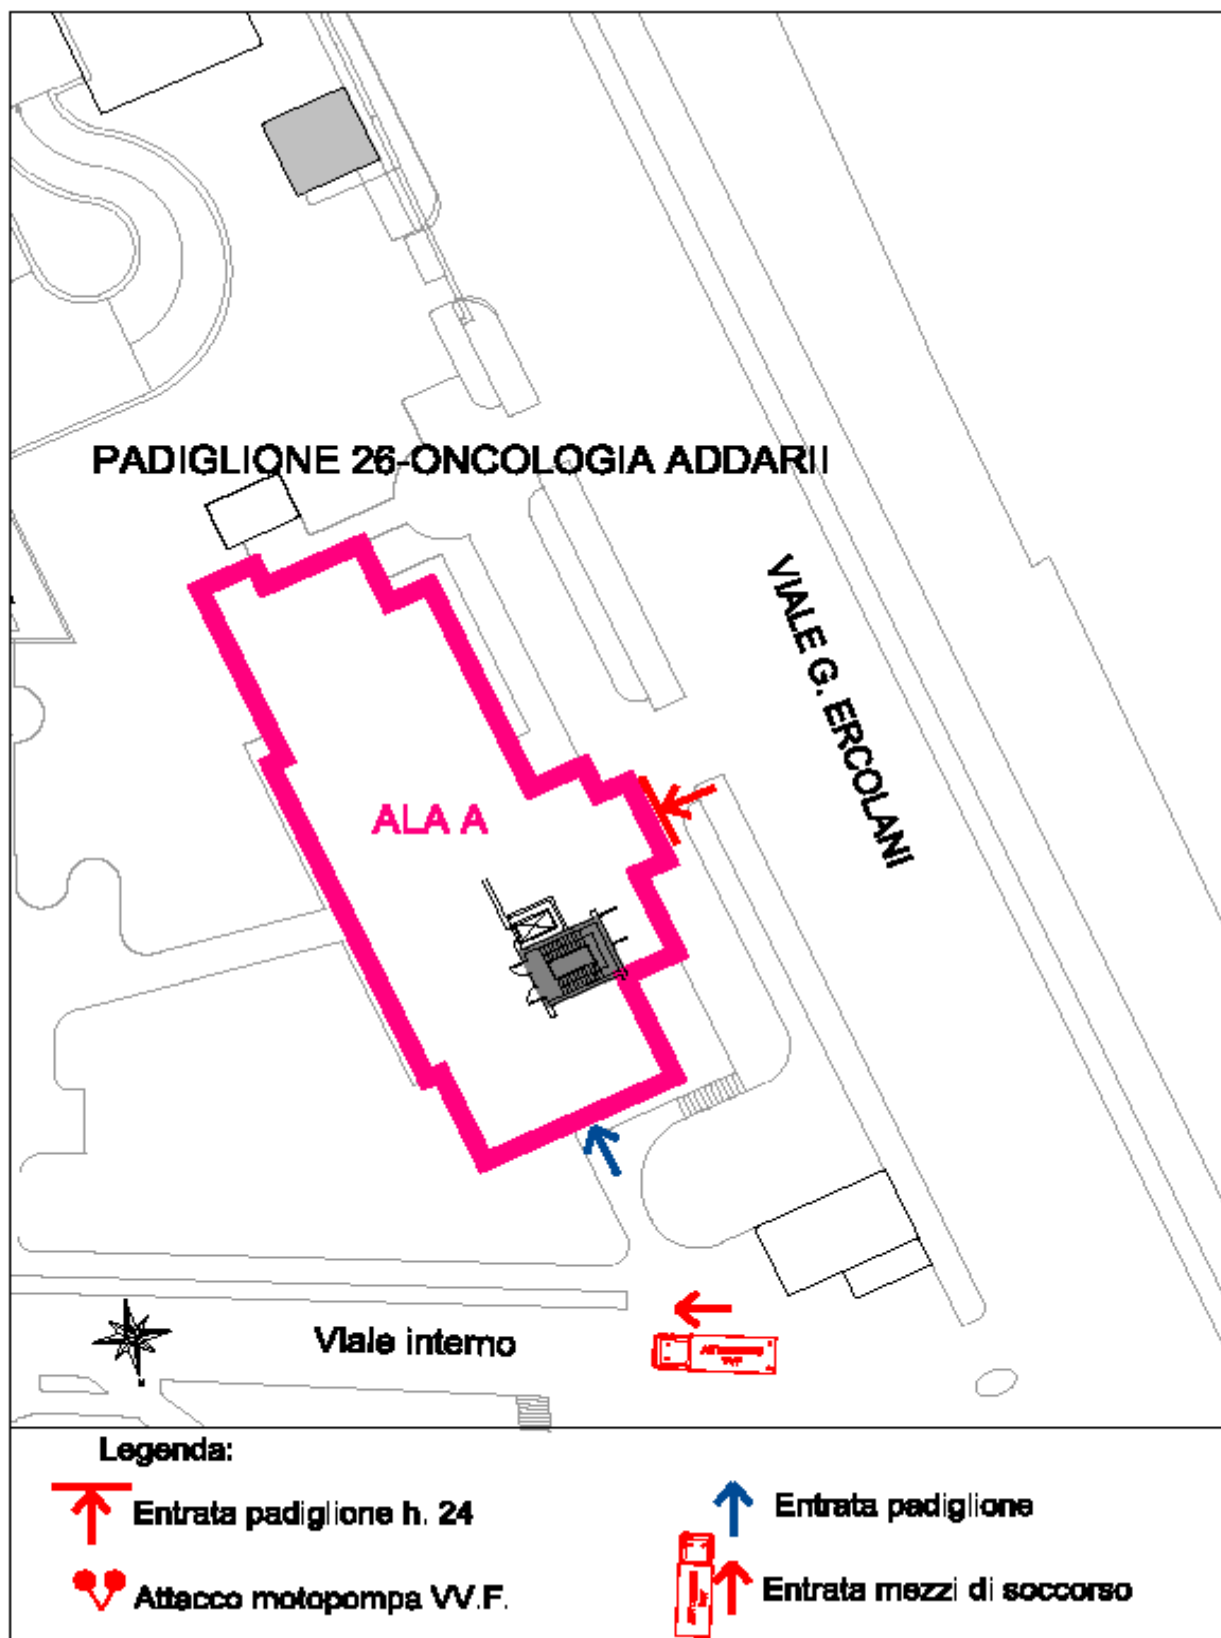 PADIGLIONE 26-ONCOLOGIA ADDARII
VIALE G. ERCOLANI
ALA A
Viale interno
Legenda:
Entrata padiglione h. 24
Entrata padiglione
Attacco motopompa VV.F.
Entrata mezzi di soccorso